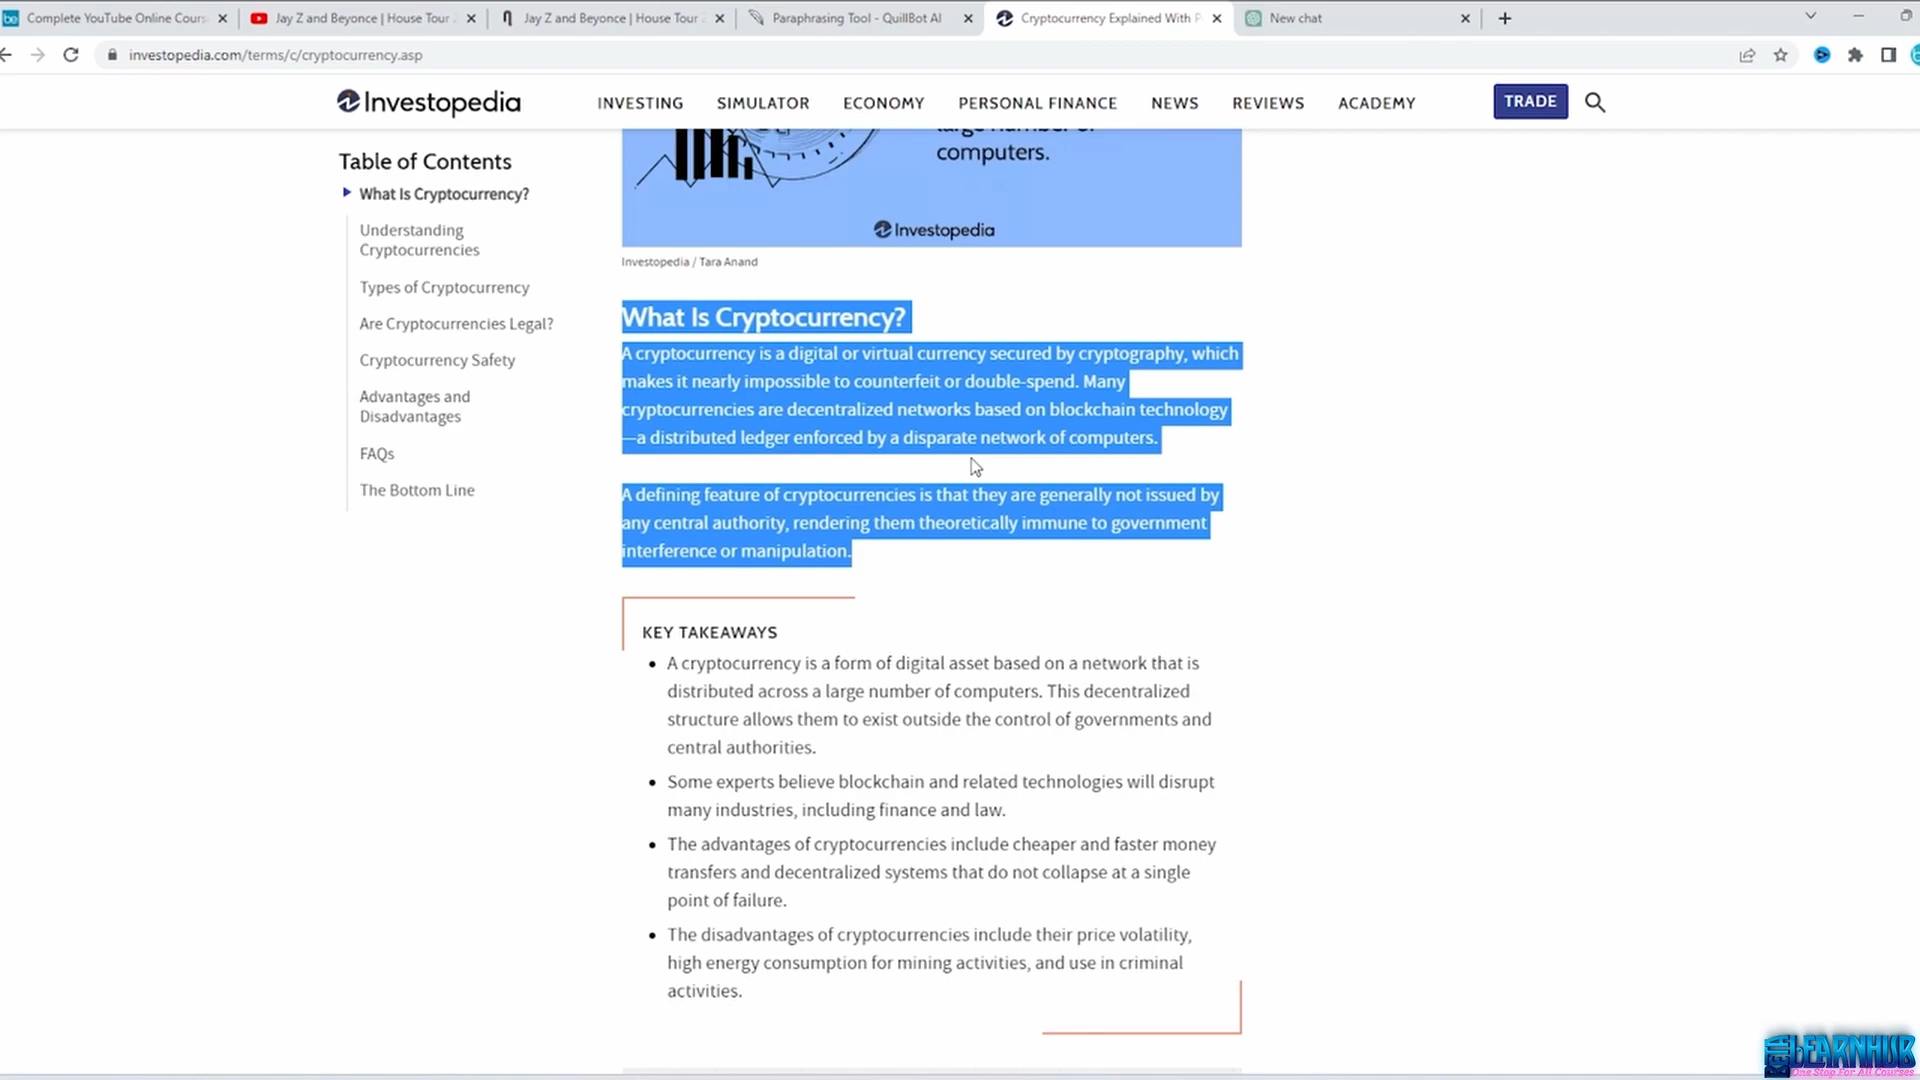 Complete YouTube Online Cours
Jay Z and Beyonce | House Tour
Jay Z and Beyonce | House Tour
Paraphrasing Tool - QuillBot AI
Cryptocurrency Explained With P
New chat
investopedia.com/terms/c/cryptocurrency.asp
Investopedia
INVESTING
SIMULATOR
ECONOMY
PERSONAL FINANCE
NEWS
REVIEWS
ACADEMY
TRADE
Table of Contents
What Is Cryptocurrency?
Understanding
Cryptocurrencies
Types of Cryptocurrency
Are Cryptocurrencies Legal?
Cryptocurrency Safety
Advantages and
Disadvantages
FAQs
The Bottom Line
large number of
computers.
Investopedia
Investopedia / Tara Anand
What Is Cryptocurrency?
A cryptocurrency is a digital or virtual currency secured by cryptography, which
makes it nearly impossible to counterfeit or double-spend. Many
cryptocurrencies are decentralized networks based on blockchain technology
—a distributed ledger enforced by a disparate network of computers.
A defining feature of cryptocurrencies is that they are generally not issued by
any central authority, rendering them theoretically immune to government
interference or manipulation.
KEY TAKEAWAYS
• A cryptocurrency is a form of digital asset based on a network that is
distributed across a large number of computers. This decentralized
structure allows them to exist outside the control of governments and
central authorities.
• Some experts believe blockchain and related technologies will disrupt
many industries, including finance and law.
• The advantages of cryptocurrencies include cheaper and faster money
transfers and decentralized systems that do not collapse at a single
point of failure.
• The disadvantages of cryptocurrencies include their price volatility,
high energy consumption for mining activities, and use in criminal
activities.
BETA LEARNHUB
One Stop For All Courses